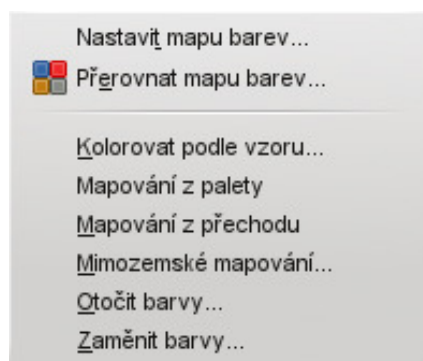 Nastavit mapu barev...
Přerovnat mapu barev...
Kolorovat podle vzoru...
Mapování z palety
Mapování z přechodu
Mimozemské mapování...
Otočit barvy...
Zaměnit barvy...